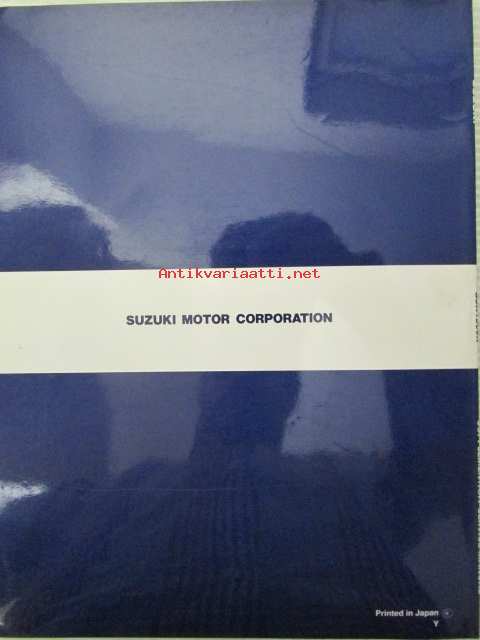 Antikvariaatti.net
SUZUKI MOTOR CORPORATION
Printed in Japan
Y